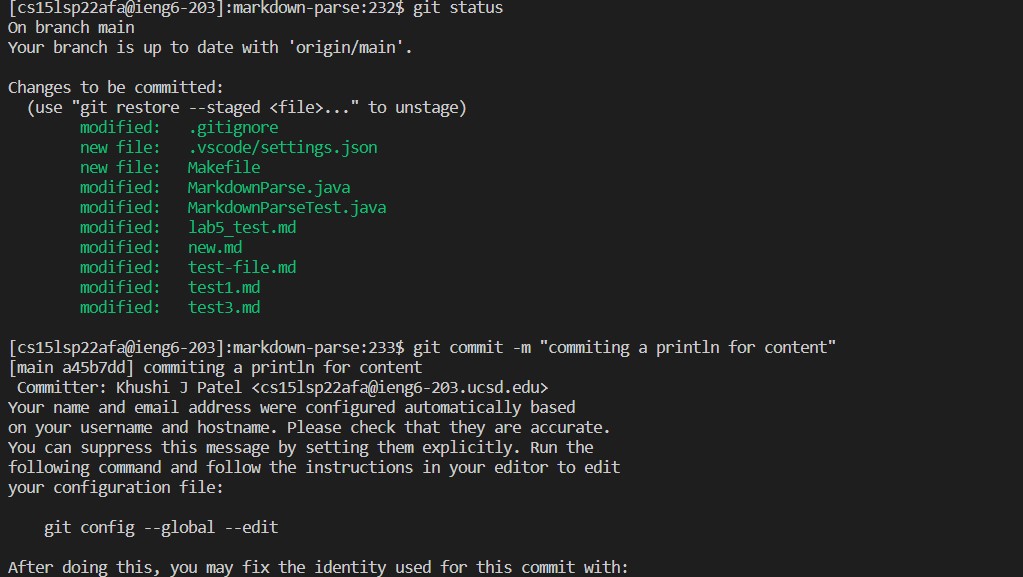 [cs15lsp22afa@ieng6-203]:markdown-parse:232$ git status
On branch main
Your branch is up to date with 'origin/main'.
Changes to be committed:
(use "git restore --staged <file>..." to unstage)
modified: .gitignore
new file: .vscode/settings.json
new file: Makefile
modified: MarkdownParse.java
modified: MarkdownParseTest.java
modified: lab5_test.md
modified: new.md
modified: test-file.md
modified: test1.md
modified: test3.md
[cs15lsp22afa@ieng6-203]:markdown-parse:233$ git commit -m "commiting a println for content"
[main a45b7dd] commiting a println for content
Committer: Khushi J Patel <cs15lsp22afa@ieng6-203.ucsd.edu>
Your name and email address were configured automatically based
on your username and hostname. Please check that they are accurate.
You can suppress this message by setting them explicitly. Run the
following command and follow the instructions in your editor to edit
your configuration file:
git config --global --edit
After doing this, you may fix the identity used for this commit with: